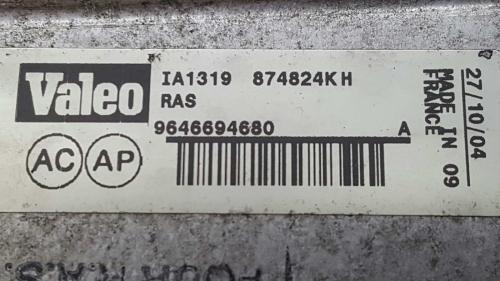 Valeo
IA1319 874824KH
RAS
9646694680 A
AC AP
27/10/04
MADE IN 09
FRANCE